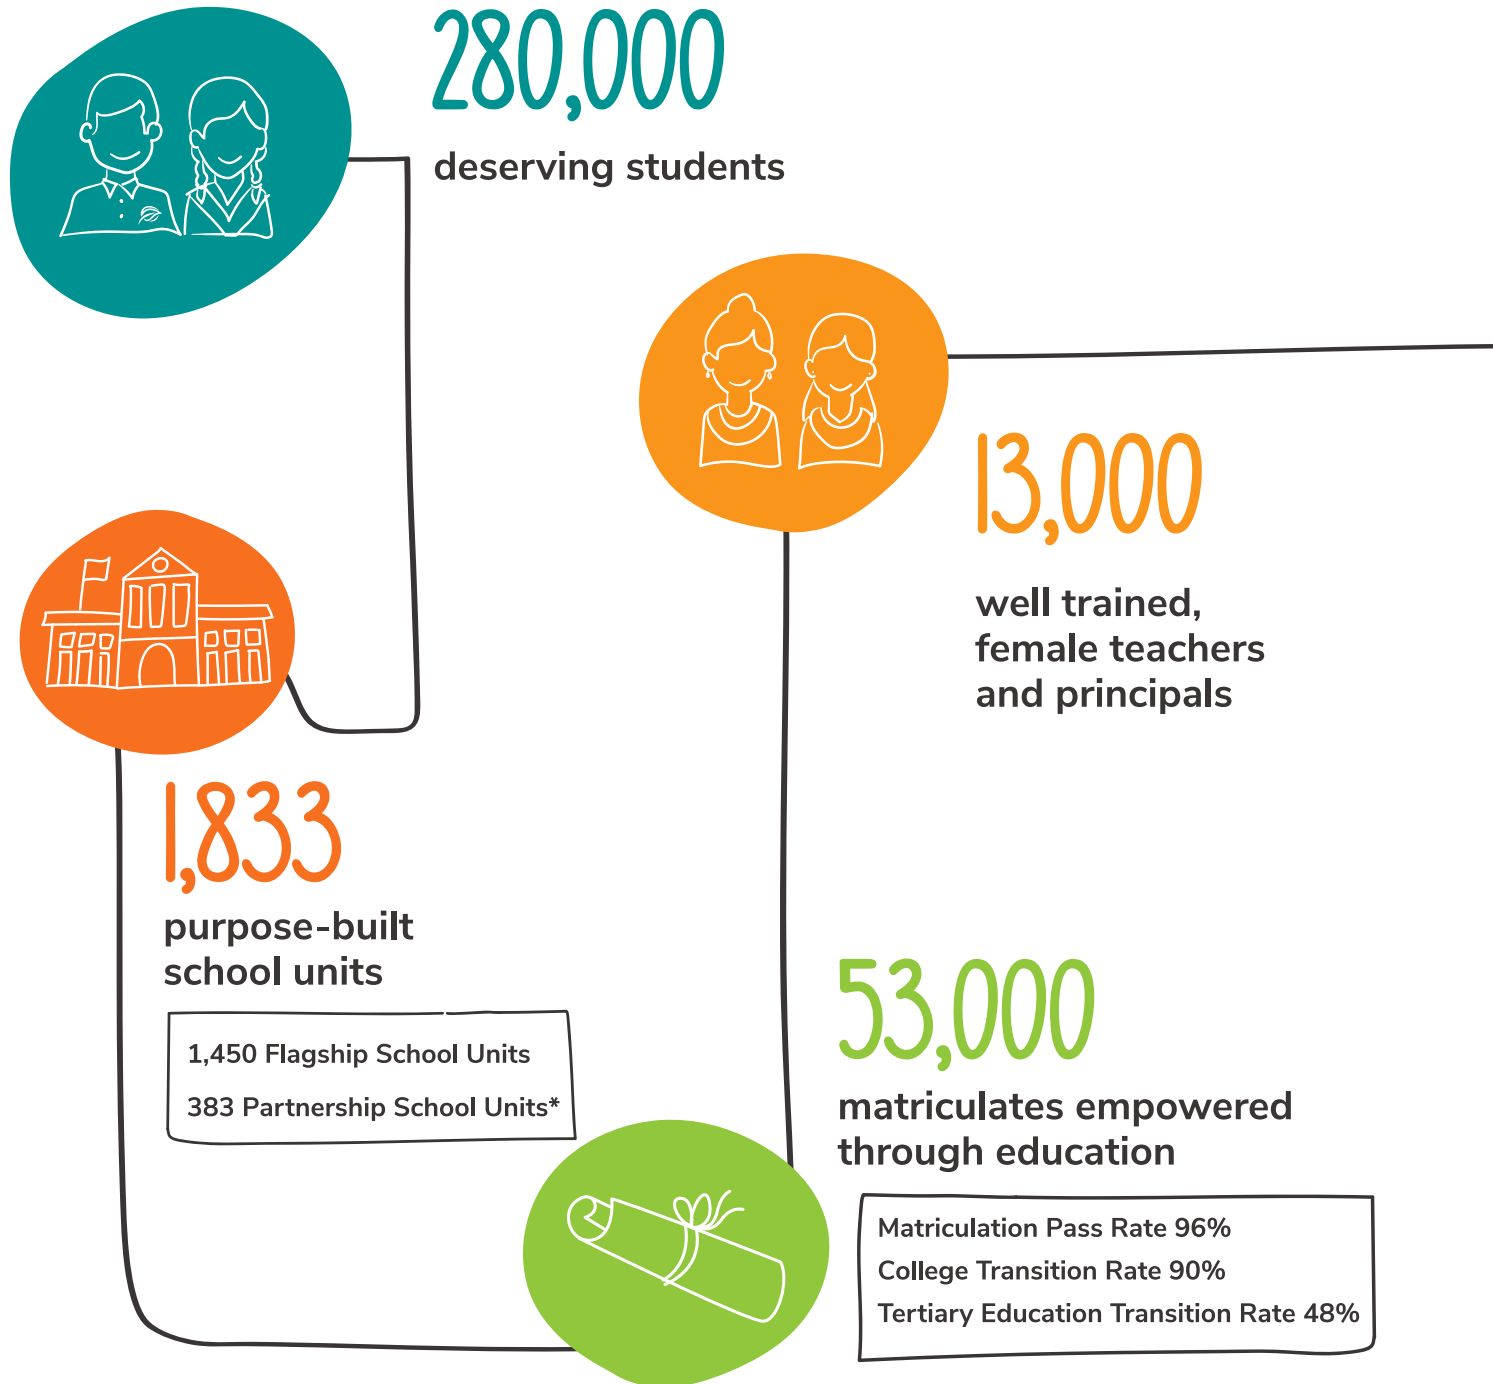 280,000
deserving students
13,000
well trained,
female teachers
and principals
1,833
purpose-built
school units
1,450 Flagship School Units
383 Partnership School Units*
53,000
matriculates empowered
through education
Matriculation Pass Rate 96%
College Transition Rate 90%
Tertiary Education Transition Rate 48%